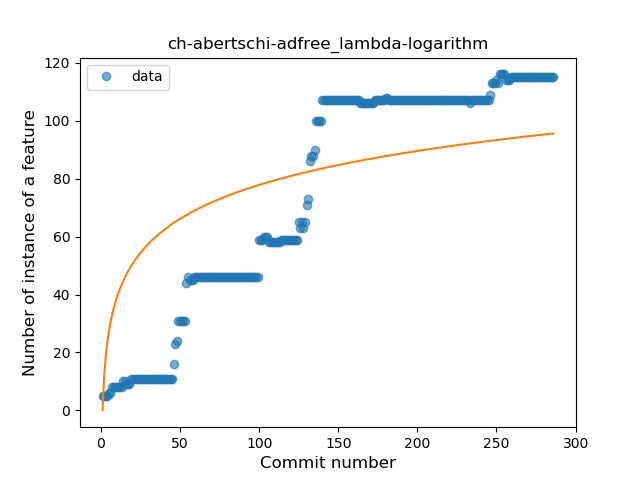 ch-abertschi-adfree_lambda-logarithm
data
Number of instance of a feature
120
100
80
60
40
20
0
0 50 100 150 200 250 300
Commit number